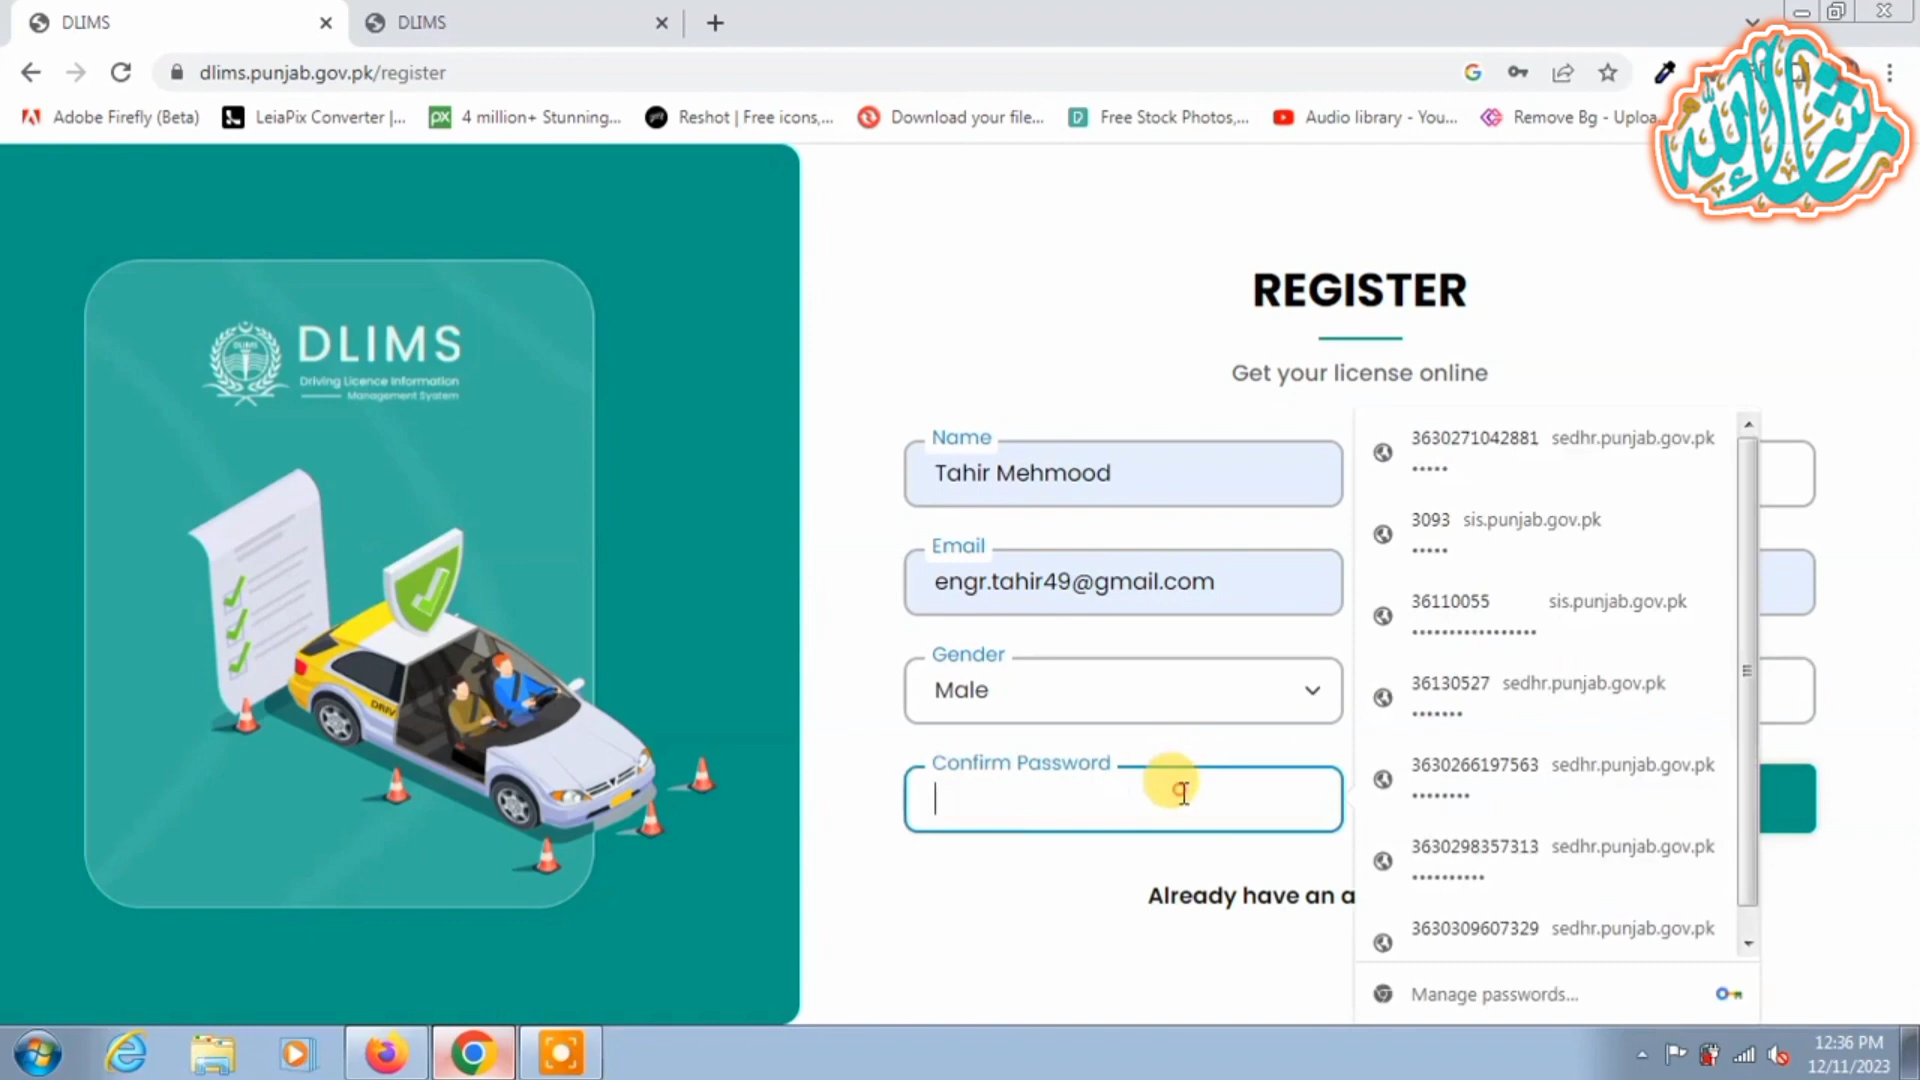 DLIMS
DLIMS
dlims.punjab.gov.pk/register
Adobe Firefly (Beta)
LeiaPix Converter |...
px
4 million+ Stunning...
Reshot | Free icons,...
Download your file...
Free Stock Photos,...
Audio library - You...
Remove Bg - Uploa
ماشاءالله
DLIMS
Driving Licence Information
Management System
DRIV
REGISTER
Get your license online
Name
Tahir Mehmood
Email
engr.tahir49@gmail.com
Gender
Male
Confirm Password
Already have an a
3630271042881 sedhr.punjab.gov.pk
•••••
3093 sis.punjab.gov.pk
•••••
36110055 sis.punjab.gov.pk
•••••••••••••••••
36130527 sedhr.punjab.gov.pk
•••••••
3630266197563 sedhr.punjab.gov.pk
••••••••
3630298357313 sedhr.punjab.gov.pk
••••••••••
3630309607329 sedhr.punjab.gov.pk
Manage passwords...
12:36 PM
12/11/2023